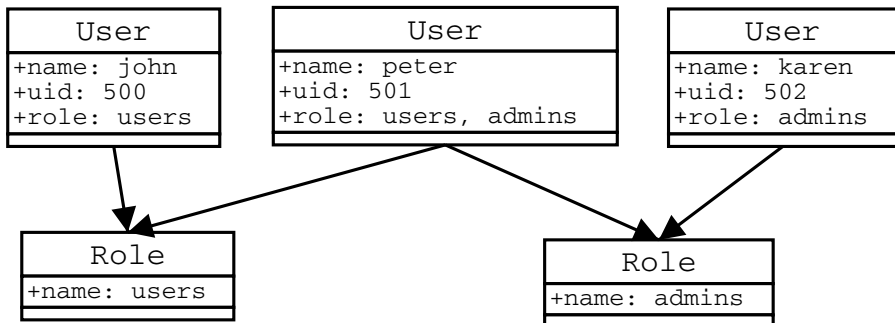 User
+name: john
+uid: 500
+role: users
User
+name: peter
+uid: 501
+role: users, admins
User
+name: karen
+uid: 502
+role: admins
Role
+name: users
Role
+name: admins